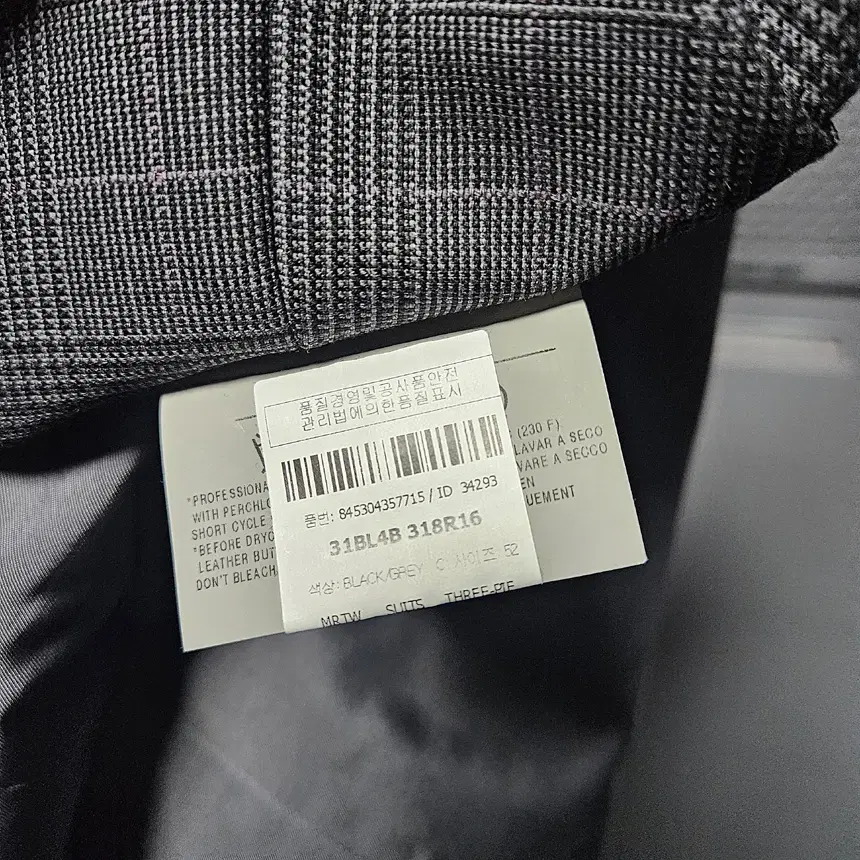 품질경영및공사품안전
관리법에의한품질표시
품번: 845304357715 / ID 34293
31BL4B 318R16
색상: BLACK/GREY C 사이즈: 52
MRTW SUITS THREE-PIE
*PROFESSIONA
WITH PERCHLO
SHORT CYCLE
*BEFORE DRYC
LEATHER BUT
DON'T BLEACH
(230 F)
LAVAR A SECO
VARE A SECCO
EN
UEMENT